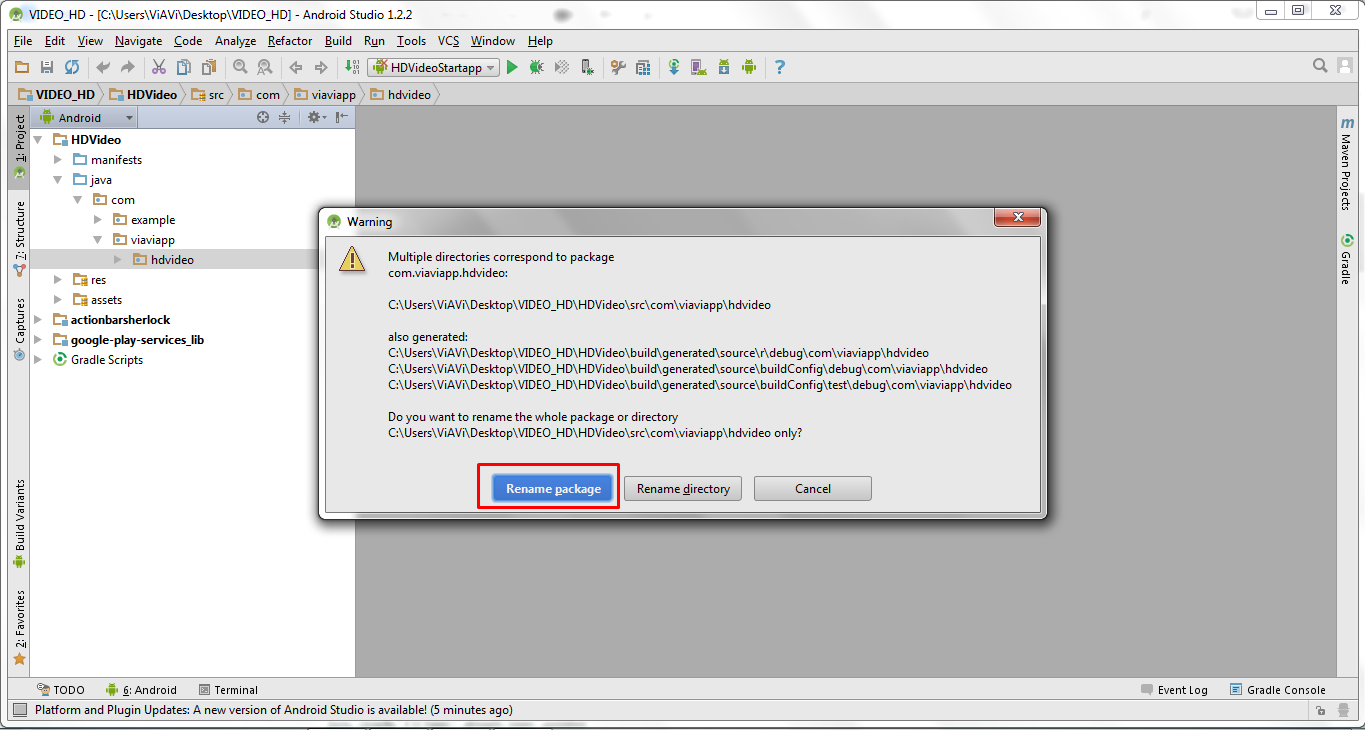 VIDEO_HD - [C:\Users\ViAVi\Desktop\VIDEO_HD] - Android Studio 1.2.2
File Edit View Navigate Code Analyze Refactor Build Run Tools VCS Window Help
HDVideoStartapp
VIDEO_HD HDVideo src com viaviapp hdvideo
1: Project
7: Structure
Captures
Build Variants
2: Favorites
Android
HDVideo
manifests
java
com
example
viaviapp
hdvideo
res
assets
actionbarsherlock
google-play-services_lib
Gradle Scripts
Warning
Multiple directories correspond to package
com.viaviapp.hdvideo:
C:\Users\ViAVi\Desktop\VIDEO_HD\HDVideo\src\com\viaviapp\hdvideo
also generated:
C:\Users\ViAVi\Desktop\VIDEO_HD\HDVideo\build\generated\source\r\debug\com\viaviapp\hdvideo
C:\Users\ViAVi\Desktop\VIDEO_HD\HDVideo\build\generated\source\buildConfig\debug\com\viaviapp\hdvideo
C:\Users\ViAVi\Desktop\VIDEO_HD\HDVideo\build\generated\source\buildConfig\test\debug\com\viaviapp\hdvideo
Do you want to rename the whole package or directory
C:\Users\ViAVi\Desktop\VIDEO_HD\HDVideo\src\com\viaviapp\hdvideo only?
Rename package Rename directory Cancel
m Maven Projects
Gradle
TODO 6: Android Terminal Event Log Gradle Console
Platform and Plugin Updates: A new version of Android Studio is available! (5 minutes ago)